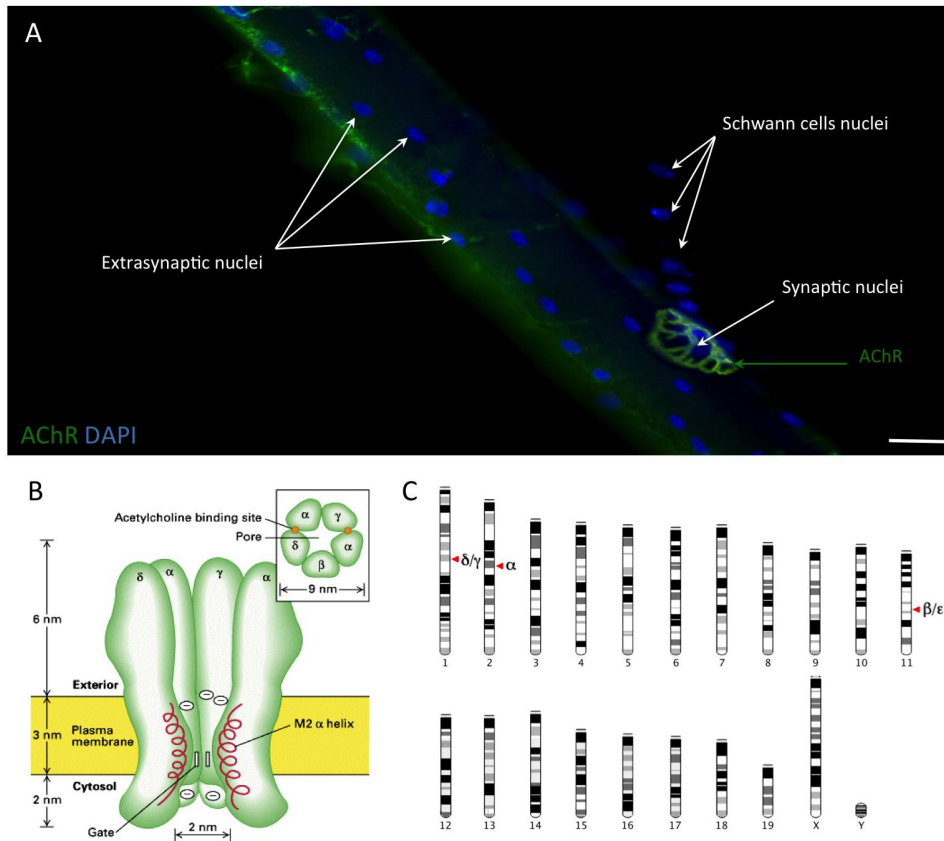 A
Schwann cells nuclei
Extrasynaptic nuclei
Synaptic nuclei
AChR
AChR DAPI
B
Acetylcholine binding site
Pore
α
γ
δ
α
β
9 nm
δ
α
γ
α
6 nm
Exterior
3 nm
Plasma
membrane
M2 α helix
Cytosol
2 nm
Gate
2 nm
C
δ/γ
α
β/ε
1 2 3 4 5 6 7 8 9 10 11
12 13 14 15 16 17 18 19 X Y